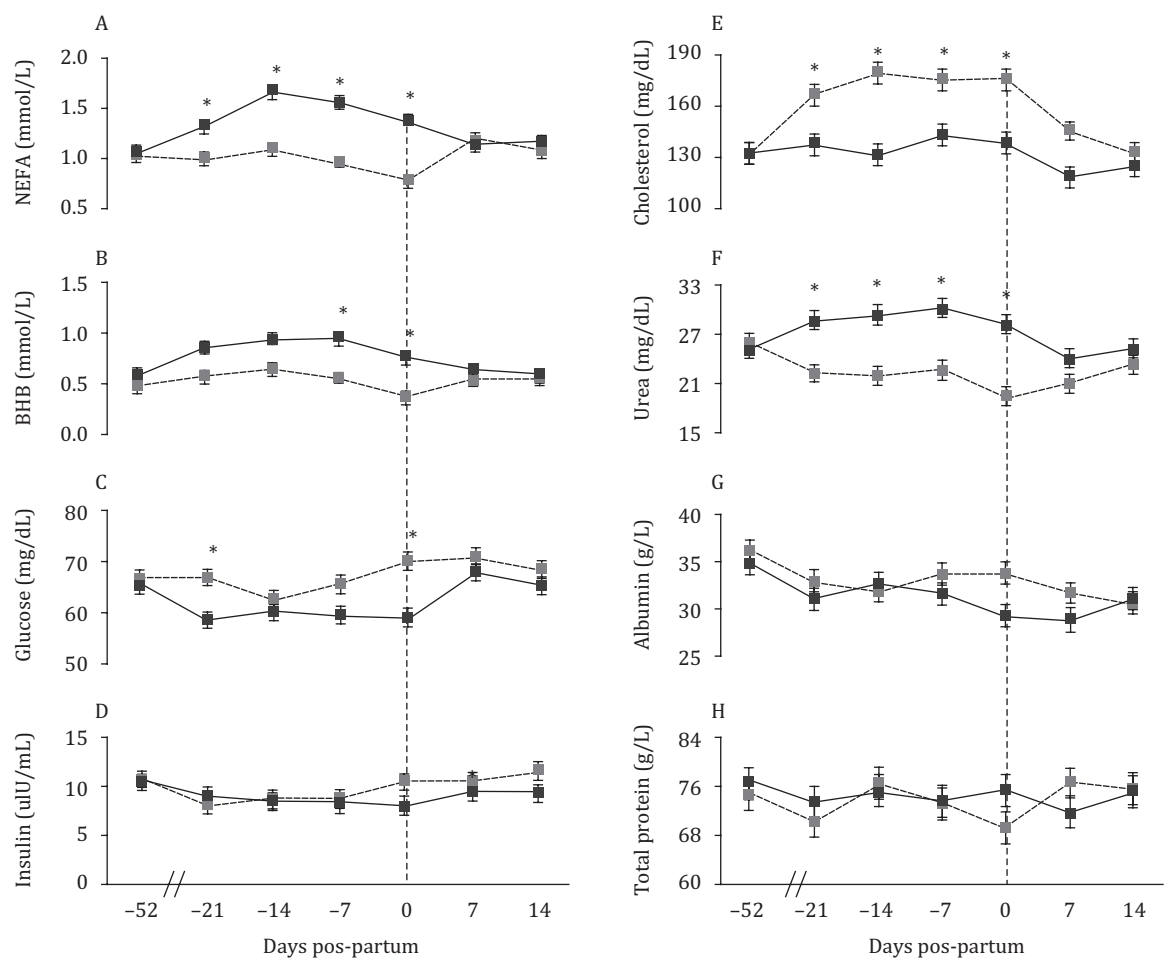 A
NEFA (mmol/L)
2.0
1.5
1.0
0.5
* * * *
B
BHB (mmol/L)
1.5
1.0
0.5
0.0
* *
C
Glucose (mg/dL)
80
70
60
50
* *
D
Insulin (uIU/mL)
15
10
5
0
–52 –21 –14 –7 0 7 14
Days pos-partum
E
Cholesterol (mg/dL)
190
160
130
100
* * * *
F
Urea (mg/dL)
33
27
21
15
* * * *
G
Albumin (g/L)
40
35
30
25
H
Total protein (g/L)
84
76
68
60
–52 –21 –14 –7 0 7 14
Days pos-partum